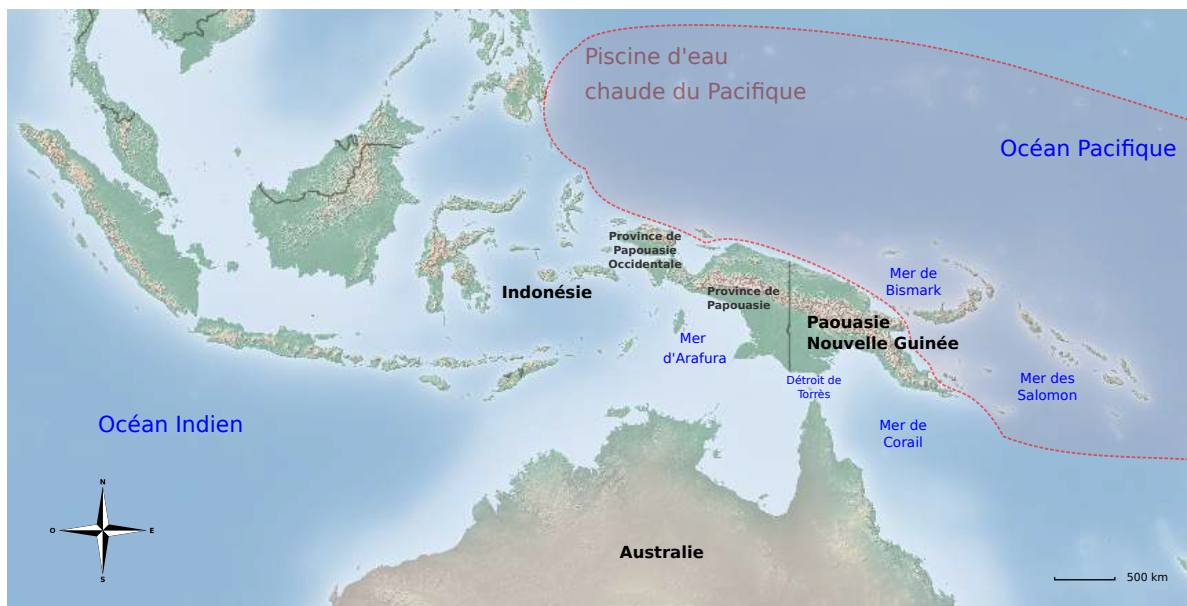 Piscine d'eau
chaude du Pacifique
Océan Pacifique
Province de
Papouasie
Occidentale
Mer de
Bismark
Indonésie
Province de
Papouasie
Paouasie
Nouvelle Guinée
Mer
d'Arafura
Détroit de
Torrès
Mer des
Salomon
Océan Indien
Mer de
Corail
N
O
E
S
Australie
500 km